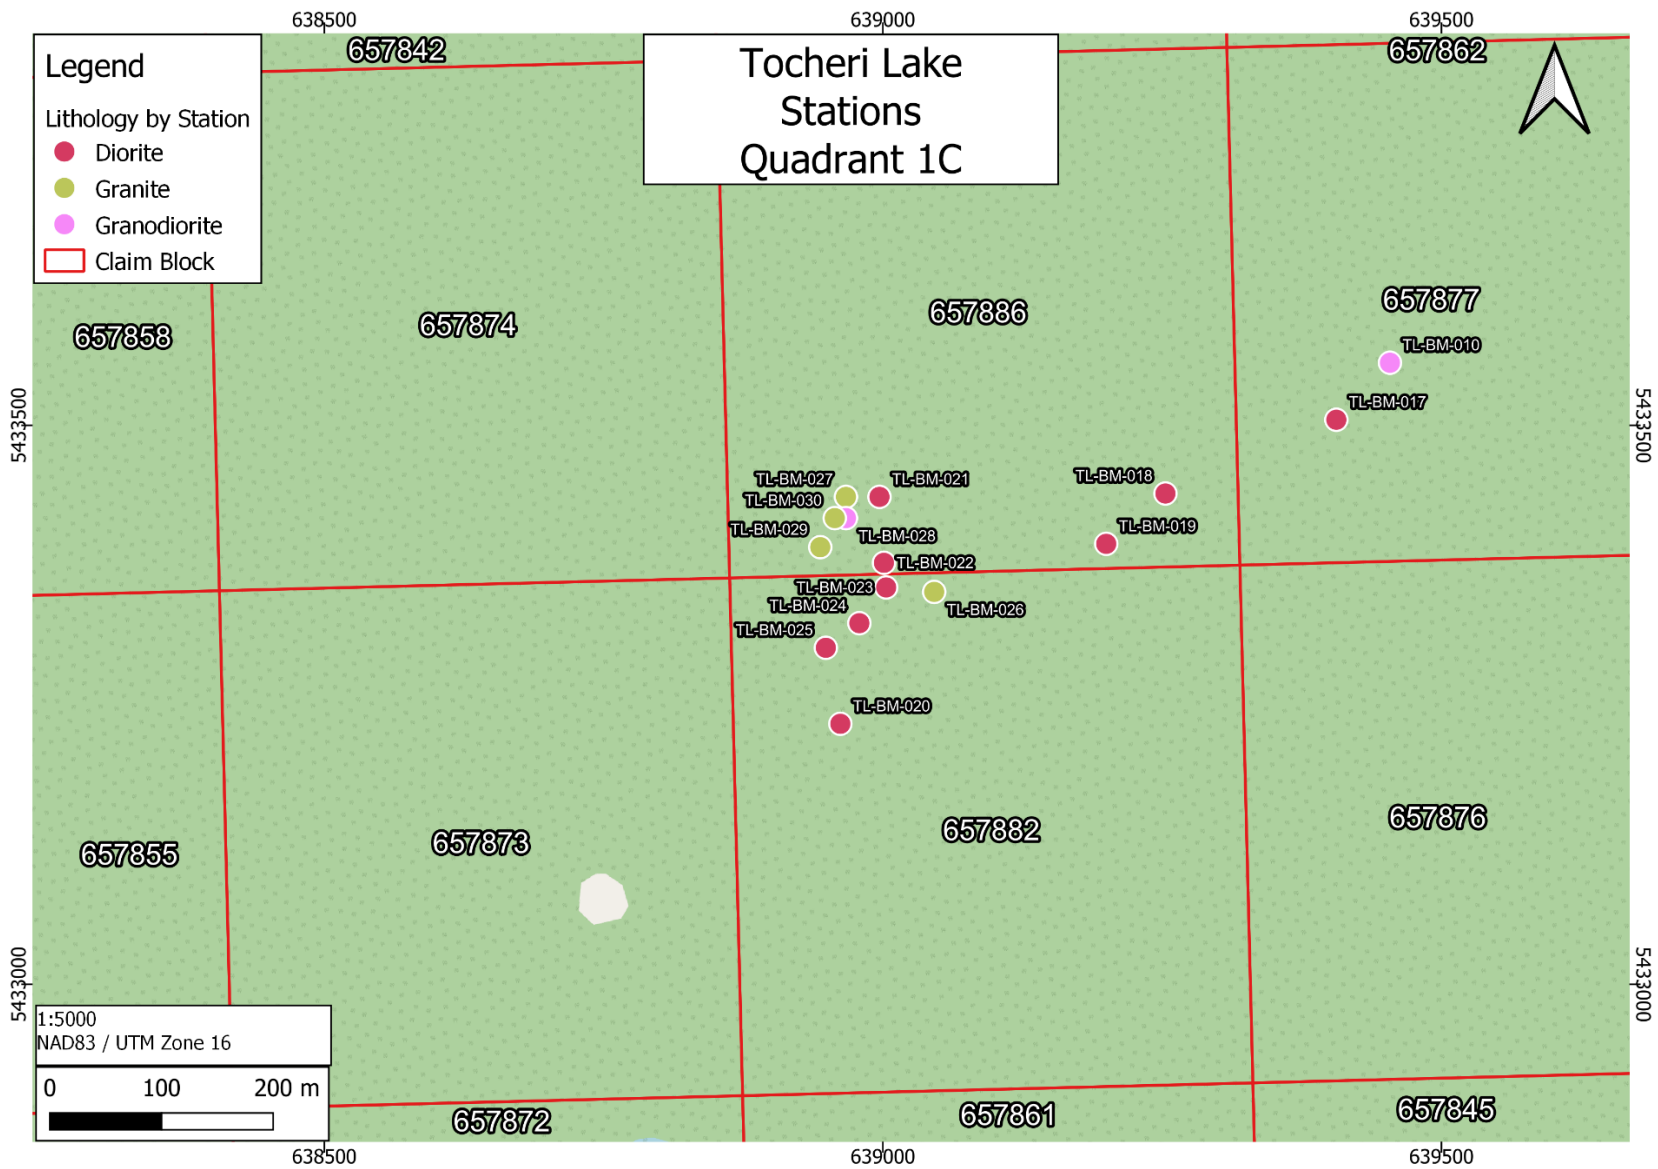 638500
639000
639500
Legend
Lithology by Station
Diorite
Granite
Granodiorite
Claim Block
657842
Tocheri Lake
Stations
Quadrant 1C
657862
657858
657874
657886
657877
TL-BM-010
TL-BM-017
5433500
5433500
TL-BM-027
TL-BM-021
TL-BM-018
TL-BM-030
TL-BM-029
TL-BM-028
TL-BM-019
TL-BM-022
TL-BM-023
TL-BM-024
TL-BM-026
TL-BM-025
TL-BM-020
657855
657873
657882
657876
5433000
5433000
1:5000
NAD83 / UTM Zone 16
0 100 200 m
657872
657861
657845
638500
639000
639500